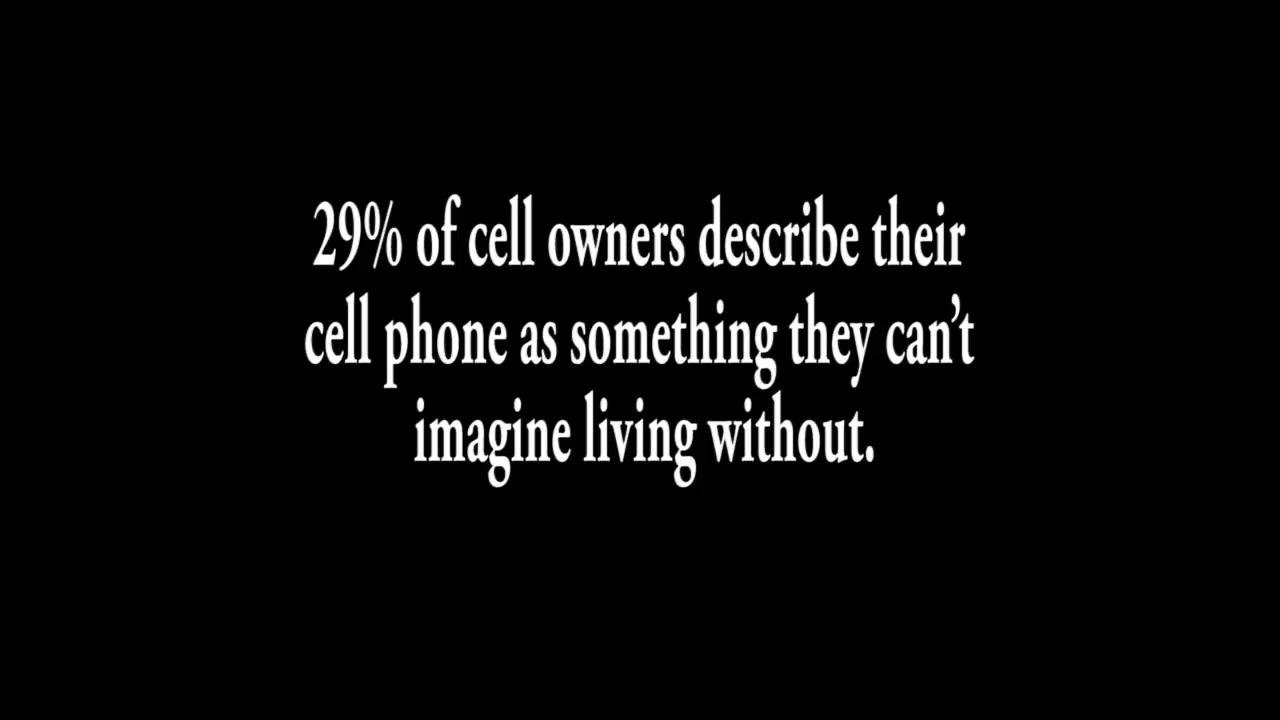 29% of cell owners describe their
cell phone as something they can’t
imagine living without.